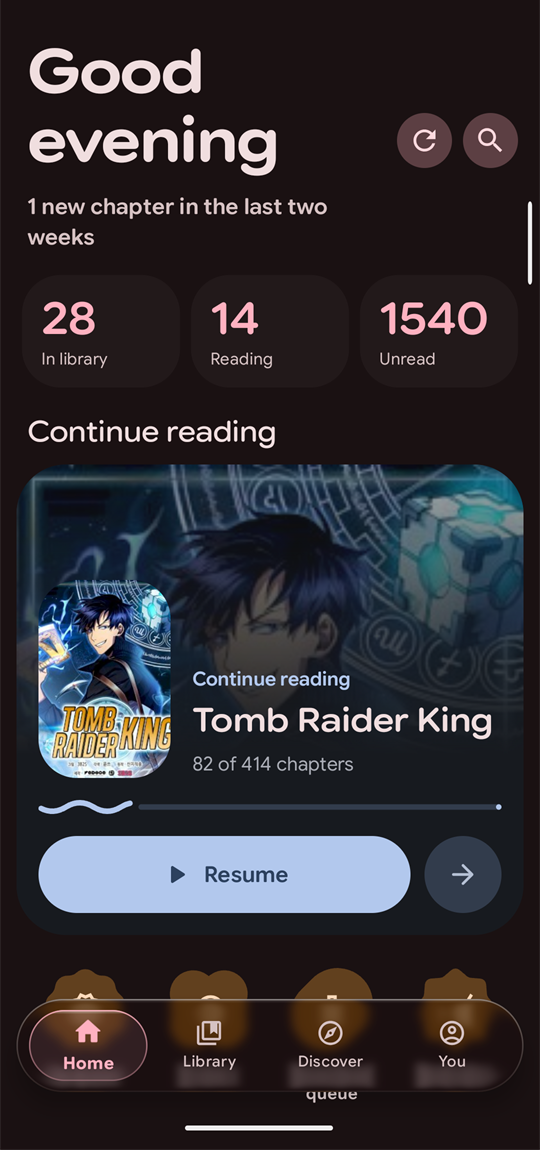 Good
evening
1 new chapter in the last two
weeks
28
In library
14
Reading
1540
Unread
Continue reading
TOMB
RAIDER KING
Continue reading
Tomb Raider King
82 of 414 chapters
Resume
Home
Library
Discover
You
queue